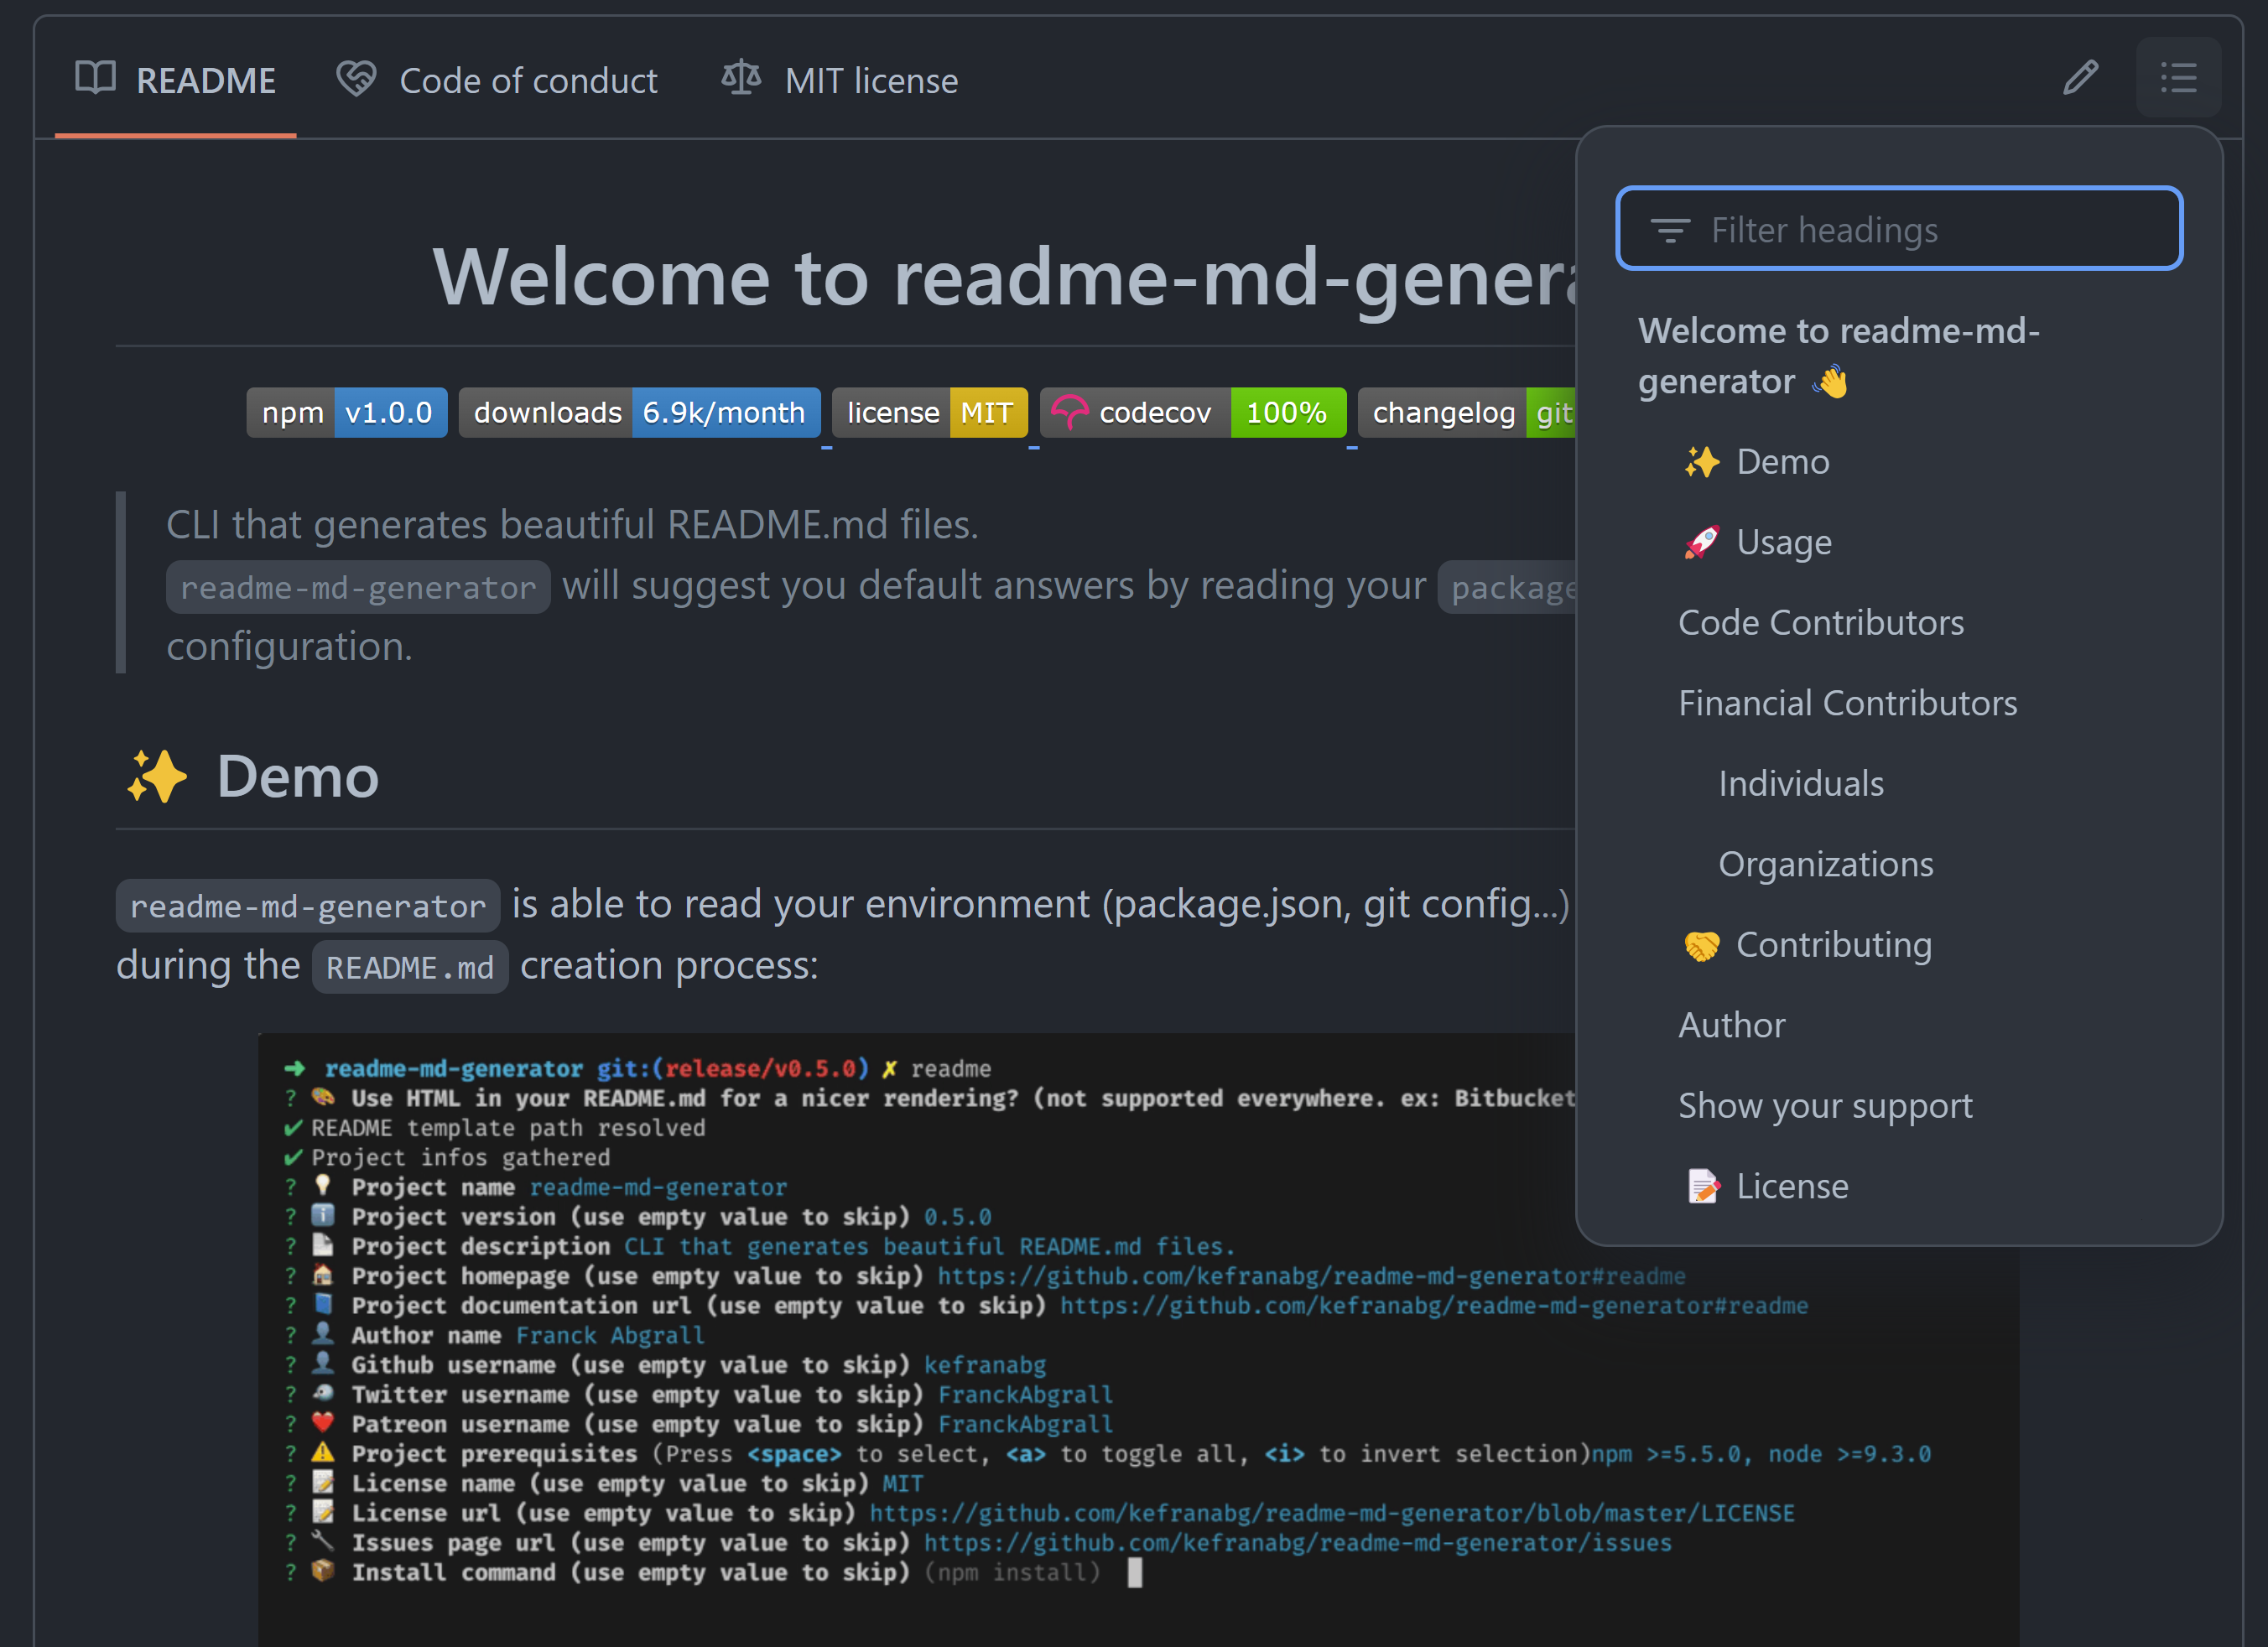 README
Code of conduct
MIT license
Welcome to readme-md-gener
npm v1.0.0 downloads 6.9k/month license MIT codecov 100% changelog git
CLI that generates beautiful README.md files.
readme-md-generator will suggest you default answers by reading your package
configuration.
✨ Demo
readme-md-generator is able to read your environment (package.json, git config...)
during the README.md creation process:
➜ readme-md-generator git:(release/v0.5.0) ✗ readme
? 🎨 Use HTML in your README.md for a nicer rendering? (not supported everywhere. ex: Bitbucket
✔ README template path resolved
✔ Project infos gathered
? 💡 Project name readme-md-generator
? ℹ️ Project version (use empty value to skip) 0.5.0
? 📄 Project description CLI that generates beautiful README.md files.
? 🏠 Project homepage (use empty value to skip) https://github.com/kefranabg/readme-md-generator#readme
? 📘 Project documentation url (use empty value to skip) https://github.com/kefranabg/readme-md-generator#readme
? 👤 Author name Franck Abgrall
? 👤 Github username (use empty value to skip) kefranabg
? 🐦 Twitter username (use empty value to skip) FranckAbgrall
? ❤️ Patreon username (use empty value to skip) FranckAbgrall
? ⚠️ Project prerequisites (Press <space> to select, <a> to toggle all, <i> to invert selection)npm >=5.5.0, node >=9.3.0
? 📝 License name (use empty value to skip) MIT
? 📝 License url (use empty value to skip) https://github.com/kefranabg/readme-md-generator/blob/master/LICENSE
? 🔧 Issues page url (use empty value to skip) https://github.com/kefranabg/readme-md-generator/issues
? 📦 Install command (use empty value to skip) (npm install)
Filter headings
Welcome to readme-md-
generator 👋
✨ Demo
🚀 Usage
Code Contributors
Financial Contributors
Individuals
Organizations
🤝 Contributing
Author
Show your support
📝 License